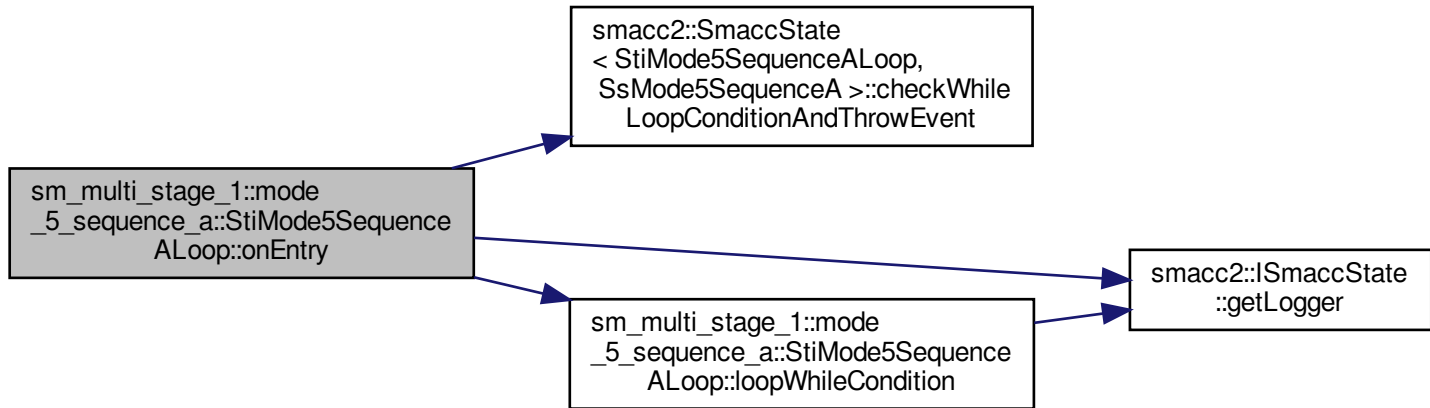 smacc2::SmaccState
< StiMode5SequenceALoop,
SsMode5SequenceA >::checkWhile
LoopConditionAndThrowEvent
sm_multi_stage_1::mode
_5_sequence_a::StiMode5Sequence
ALoop::onEntry
smacc2::ISmaccState
::getLogger
sm_multi_stage_1::mode
_5_sequence_a::StiMode5Sequence
ALoop::loopWhileCondition